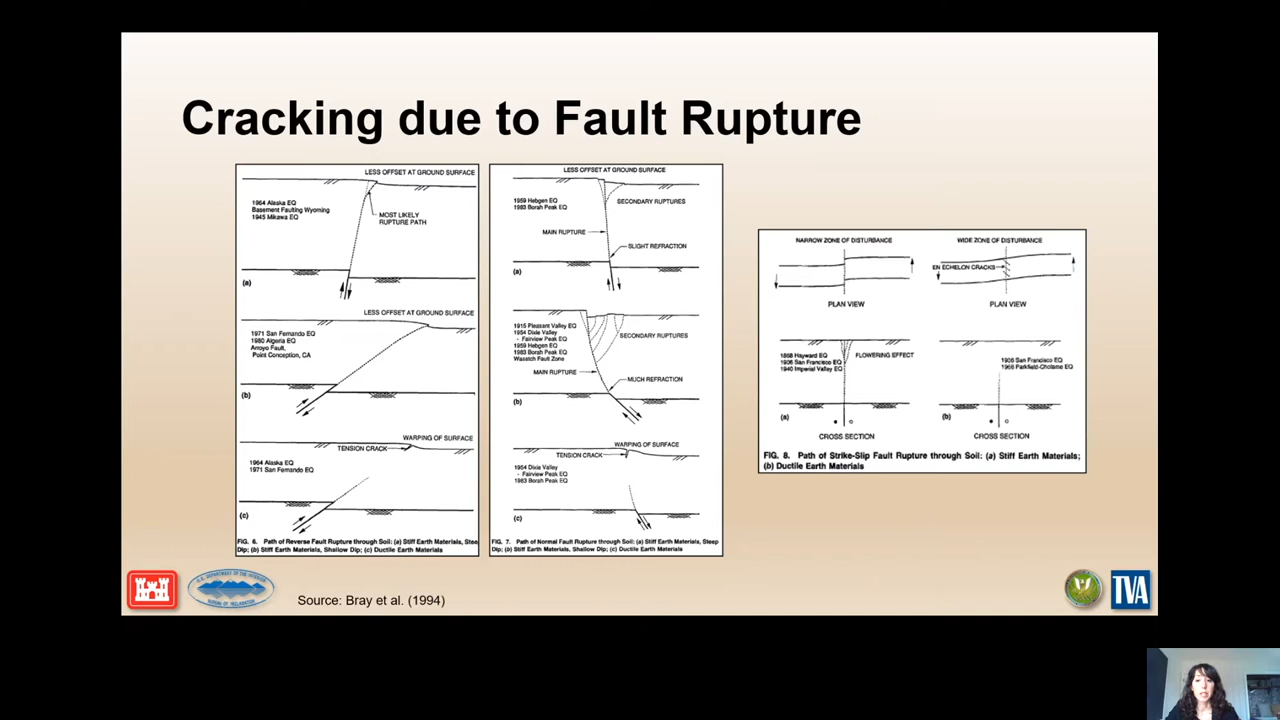 Cracking due to Fault Rupture
LESS OFFSET AT GROUND SURFACE
1964 Alaska EQ
Basement Faulting Wyoming
1945 Mikawa EQ
MOST LIKELY
RUPTURE PATH
(a)
LESS OFFSET AT GROUND SURFACE
1971 San Fernando EQ
1980 Algeria EQ
Arroyo Fault,
Point Conception, CA
(b)
WARPING OF SURFACE
TENSION CRACK
1964 Alaska EQ
1971 San Fernando EQ
(c)
FIG. 6. Path of Reverse Fault Rupture through Soil: (a) Stiff Earth Materials, Stee
Dip; (b) Stiff Earth Materials, Shallow Dip; (c) Ductile Earth Materials
LESS OFFSET AT GROUND SURFACE
1959 Hebgen EQ
1983 Borah Peak EQ
SECONDARY RUPTURES
MAIN RUPTURE
SLIGHT REFRACTION
(a)
1915 Pleasant Valley EQ
1954 Dixie Valley
- Fairview Peak EQ
1959 Hebgen EQ
1983 Borah Peak EQ
Wasatch Fault Zone
SECONDARY RUPTURES
MAIN RUPTURE
MUCH REFRACTION
(b)
WARPING OF SURFACE
TENSION CRACK
1954 Dixie Valley
- Fairview Peak EQ
1983 Borah Peak EQ
(c)
FIG. 7. Path of Normal Fault Rupture through Soil: (a) Stiff Earth Materials, Steep
Dip; (b) Stiff Earth Materials, Shallow Dip; (c) Ductile Earth Materials
NARROW ZONE OF DISTURBANCE
WIDE ZONE OF DISTURBANCE
EN ECHELON CRACKS
PLAN VIEW
PLAN VIEW
1868 Hayward EQ
1906 San Francisco EQ
1940 Imperial Valley EQ
FLOWERING EFFECT
1906 San Francisco EQ
1966 Parkfield-Cholame EQ
(a)
(b)
CROSS SECTION
CROSS SECTION
FIG. 8. Path of Strike-Slip Fault Rupture through Soil: (a) Stiff Earth Materials;
(b) Ductile Earth Materials
U.S. DEPARTMENT OF THE INTERIOR
BUREAU OF RECLAMATION
Source: Bray et al. (1994)
TVA